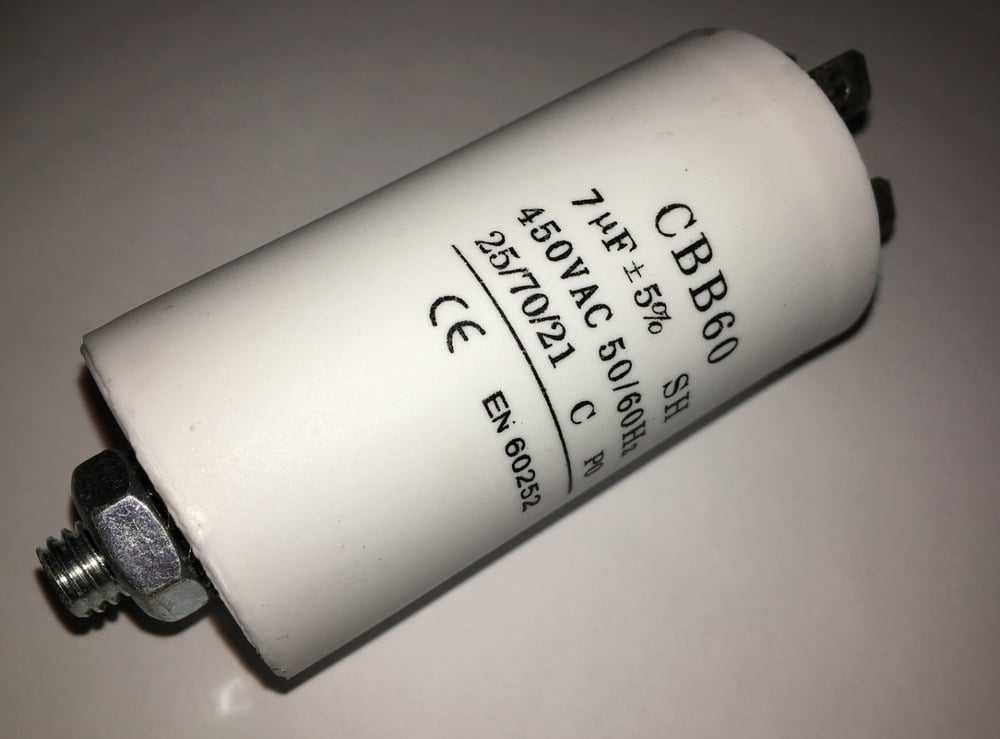 CBB60 SH
7 µF ± 5%
450VAC 50/60Hz
25/70/21 C P0
CE EN 60252